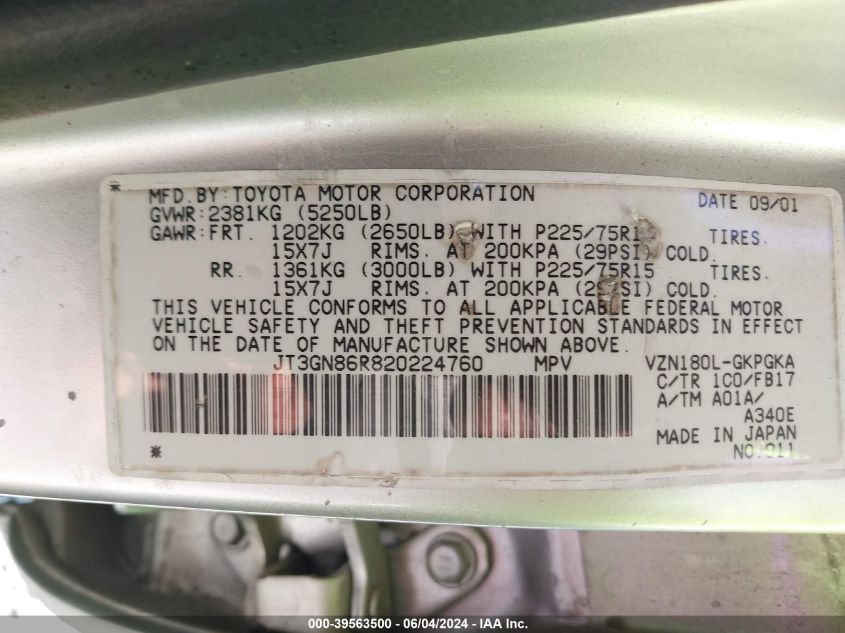 * MFD.BY:TOYOTA MOTOR CORPORATION DATE 09/01
GVWR:2381KG (5250LB)
GAWR:FRT. 1202KG (2650LB) WITH P225/75R15 TIRES.
15X7J RIMS. AT 200KPA (29PSI) COLD.
RR. 1361KG (3000LB) WITH P225/75R15 TIRES.
15X7J RIMS. AT 200KPA (29PSI) COLD.
THIS VEHICLE CONFORMS TO ALL APPLICABLE FEDERAL MOTOR
VEHICLE SAFETY AND THEFT PREVENTION STANDARDS IN EFFECT
ON THE DATE OF MANUFACTURE SHOWN ABOVE.
JT3GN86R820224760 MPV VZN180L-GKPGKA
C/TR 1C0/FB17
A/TM A01A/
A340E
MADE IN JAPAN
* NO.011
000-39563500 - 06/04/2024 - IAA Inc.